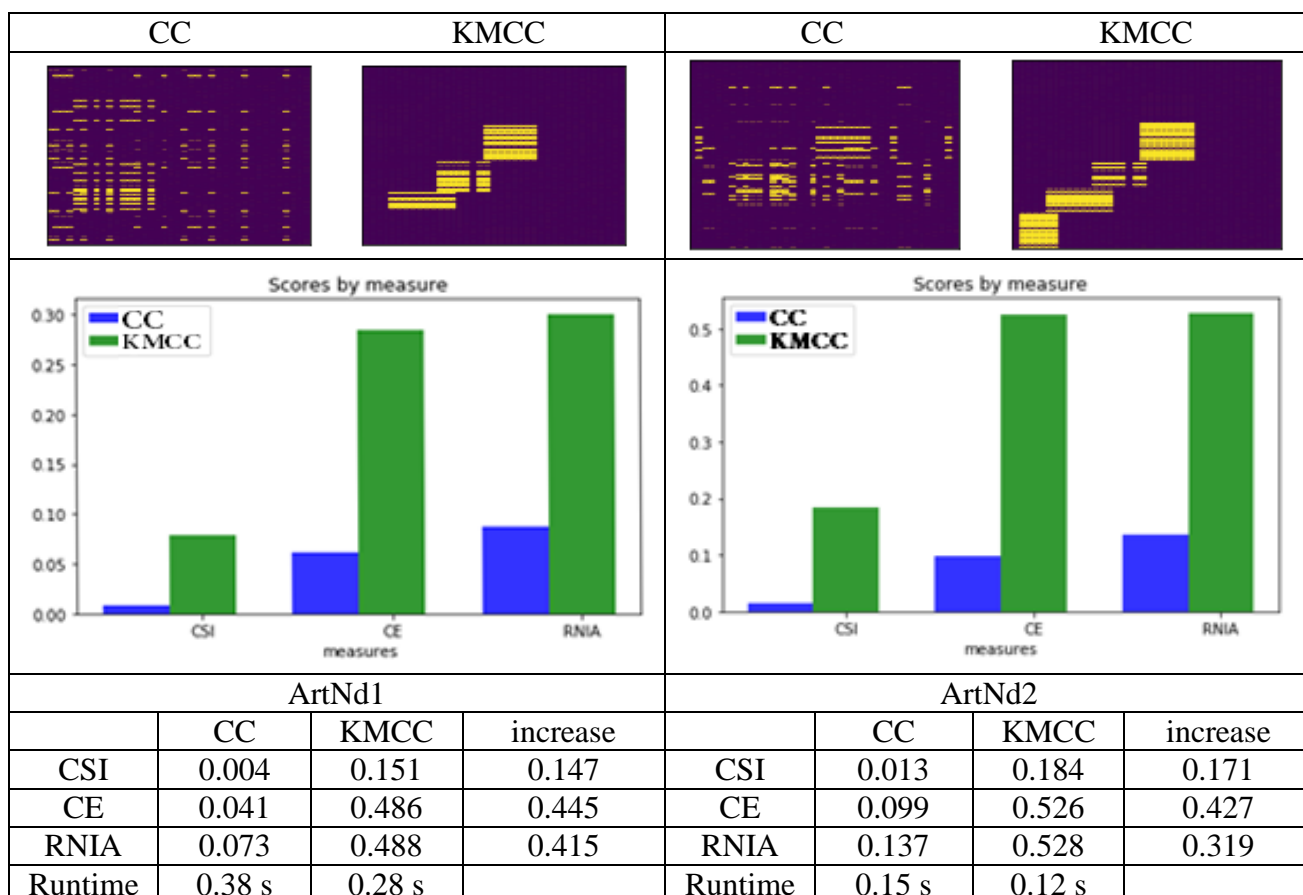 CC KMCC CC KMCC
Scores by measure
0.30
0.25
0.20
0.15
0.10
0.05
0.00
CC
KMCC
CSI CE RNIA
measures
Scores by measure
0.5
0.4
0.3
0.2
0.1
0.0
CC
KMCC
CSI CE RNIA
measures
ArtNd1 ArtNd2
CC KMCC increase CC KMCC increase
CSI 0.004 0.151 0.147 CSI 0.013 0.184 0.171
CE 0.041 0.486 0.445 CE 0.099 0.526 0.427
RNIA 0.073 0.488 0.415 RNIA 0.137 0.528 0.319
Runtime 0.38 s 0.28 s Runtime 0.15 s 0.12 s